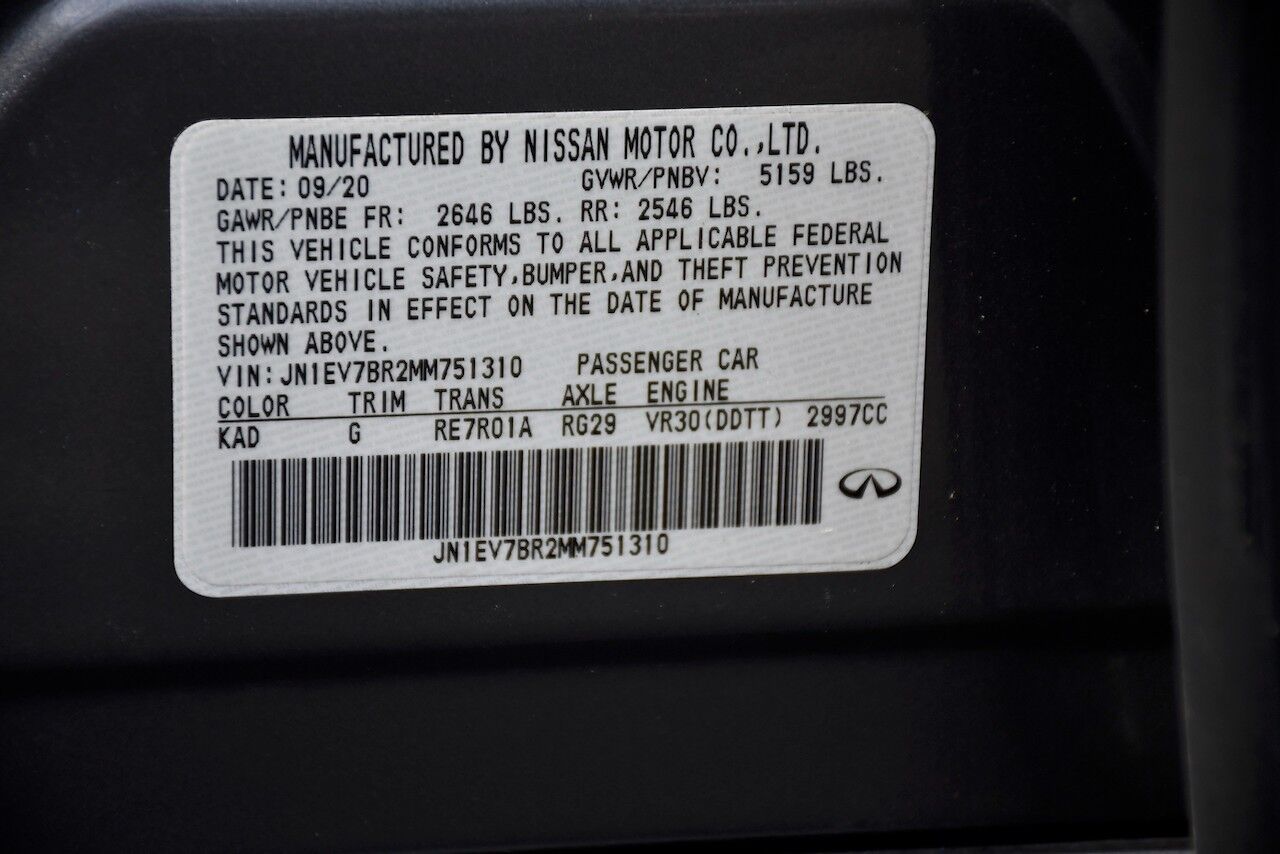 MANUFACTURED BY NISSAN MOTOR CO.,LTD.
DATE: 09/20 GVWR/PNBV: 5159 LBS.
GAWR/PNBE FR: 2646 LBS. RR: 2546 LBS.
THIS VEHICLE CONFORMS TO ALL APPLICABLE FEDERAL
MOTOR VEHICLE SAFETY,BUMPER,AND THEFT PREVENTION
STANDARDS IN EFFECT ON THE DATE OF MANUFACTURE
SHOWN ABOVE.
VIN:JN1EV7BR2MM751310 PASSENGER CAR
COLOR TRIM TRANS AXLE ENGINE
KAD G RE7R01A RG29 VR30(DDTT) 2997CC
JN1EV7BR2MM751310